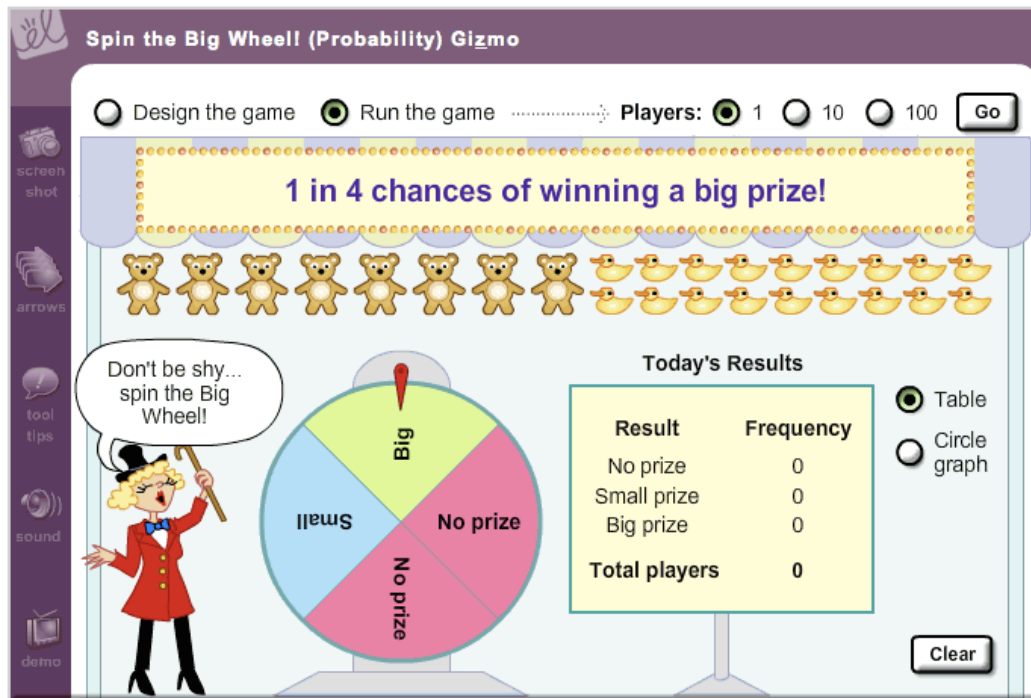 Spin the Big Wheel! (Probability) Gizmo
Design the game
Run the game
Players:
1
10
100
Go
screen
shot
arrows
tool
tips
sound
demo
1 in 4 chances of winning a big prize!
Don't be shy...
spin the Big
Wheel!
Big
Small
No prize
No prize
Today's Results
Result Frequency
No prize 0
Small prize 0
Big prize 0
Total players 0
Table
Circle
graph
Clear